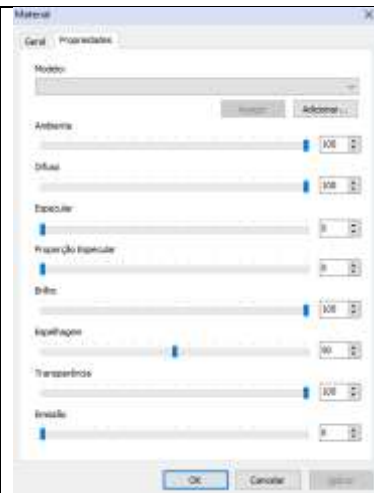 Material
Geral Propriedades
Modelo:
Apagar Adicionar...
Ambiente
100
Difusa
100
Especular
0
Proporção Especular
0
Brilho
100
Espelhagem
Transparência
100
Emissão
0
OK Cancelar Aplicar